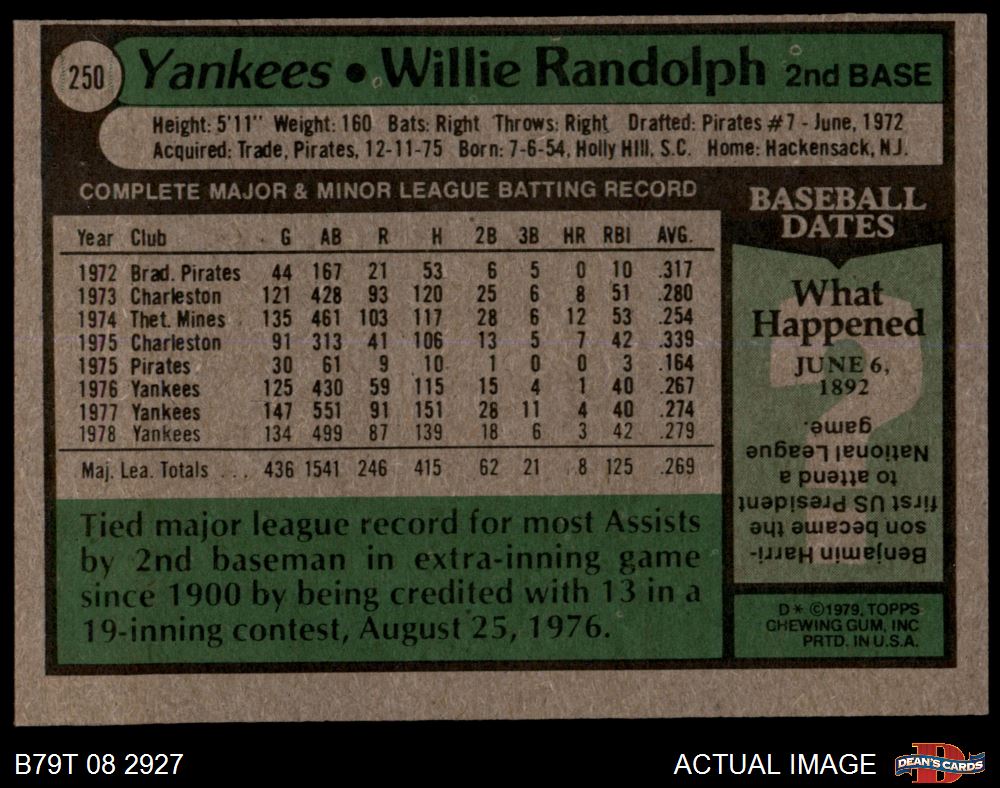 250 Yankees • Willie Randolph 2nd BASE
Height: 5'11" Weight: 160 Bats: Right Throws: Right Drafted: Pirates #7 - June, 1972
Acquired: Trade, Pirates, 12-11-75 Born: 7-6-54, Holly Hill, S.C. Home: Hackensack, N.J.
COMPLETE MAJOR & MINOR LEAGUE BATTING RECORD
Year Club G AB R H 2B 3B HR RBI AVG.
1972 Brad. Pirates 44 167 21 53 6 5 0 10 .317
1973 Charleston 121 428 93 120 25 6 8 51 .280
1974 Thet. Mines 135 461 103 117 28 6 12 53 .254
1975 Charleston 91 313 41 106 13 5 7 42 .339
1975 Pirates 30 61 9 10 1 0 0 3 .164
1976 Yankees 125 430 59 115 15 4 1 40 .267
1977 Yankees 147 551 91 151 28 11 4 40 .274
1978 Yankees 134 499 87 139 18 6 3 42 .279
Maj. Lea. Totals ... 436 1541 246 415 62 21 8 125 .269
Tied major league record for most Assists
by 2nd baseman in extra-inning game
since 1900 by being credited with 13 in a
19-inning contest, August 25, 1976.
BASEBALL
DATES
What
Happened
JUNE 6,
1892
?
Benjamin Harri-
son became the
first US President
to attend a
National League
game.
D* ©1979, TOPPS
CHEWING GUM, INC
PRTD. IN U.S.A.
B79T 08 2927
ACTUAL IMAGE
D
DEAN'S CARDS